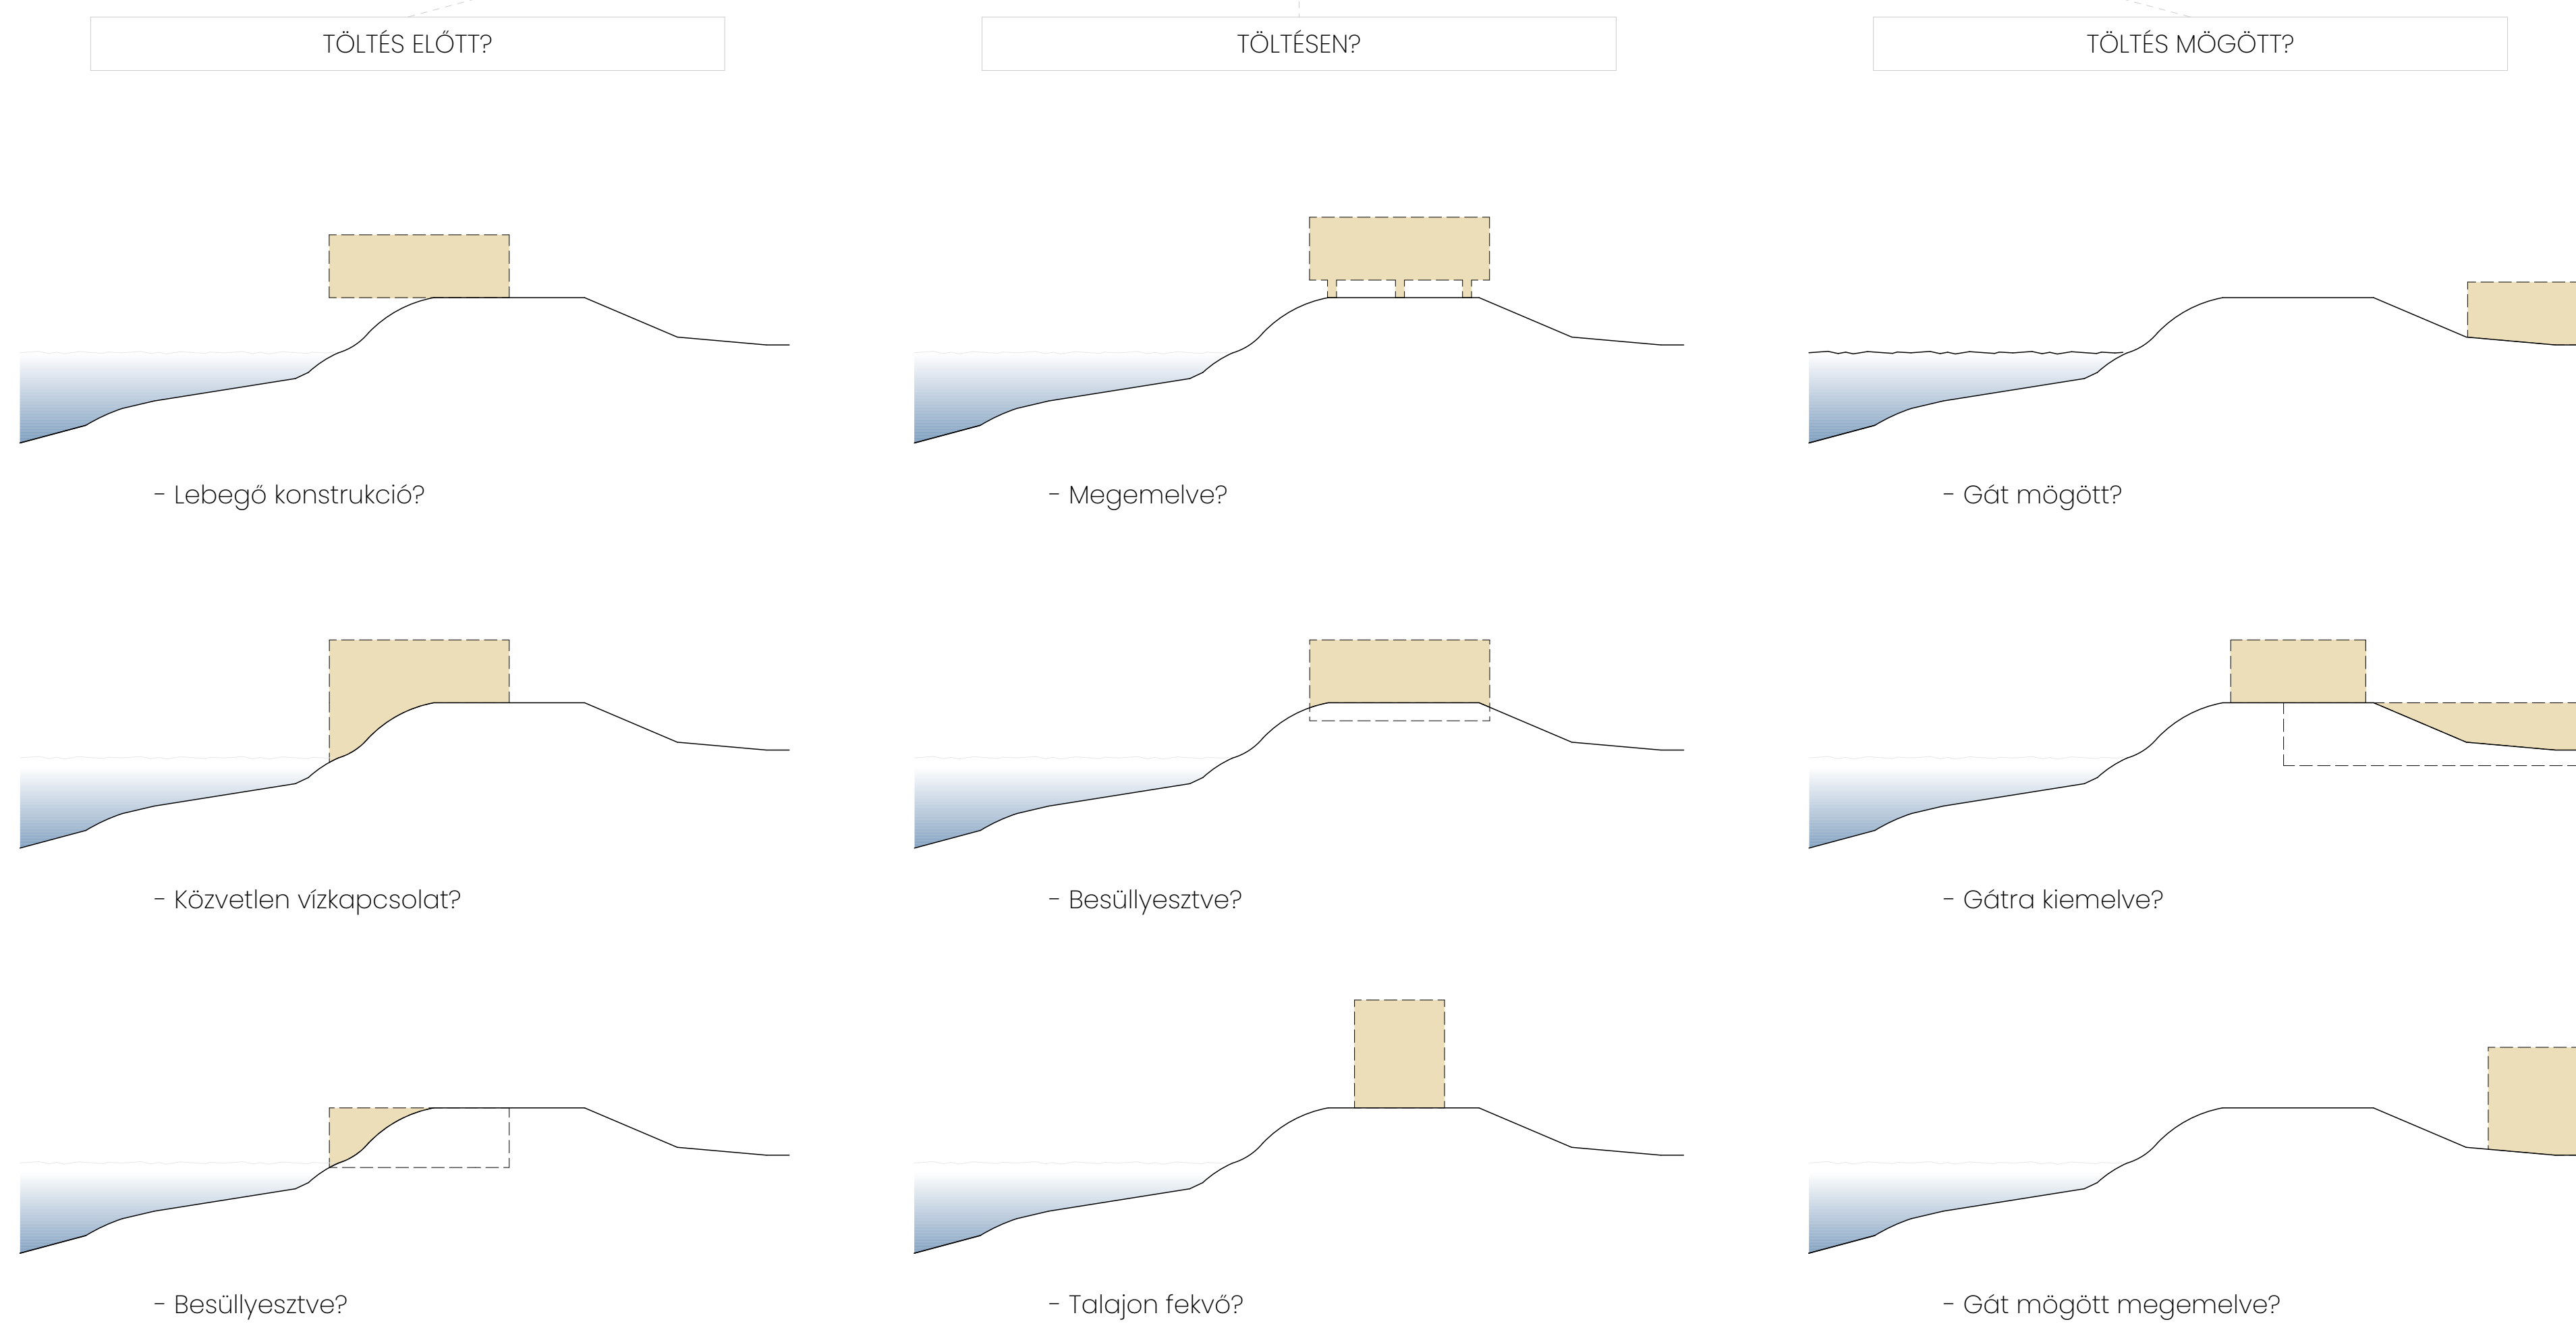 TÖLTÉS ELŐTT?
TÖLTÉSEN?
TÖLTÉS MÖGÖTT?
- Lebegő konstrukció?
- Megemelve?
- Gát mögött?
- Közvetlen vízkapcsolat?
- Besüllyesztve?
- Gátra kiemelve?
- Besüllyesztve?
- Talajon fekvő?
- Gát mögött megemelve?